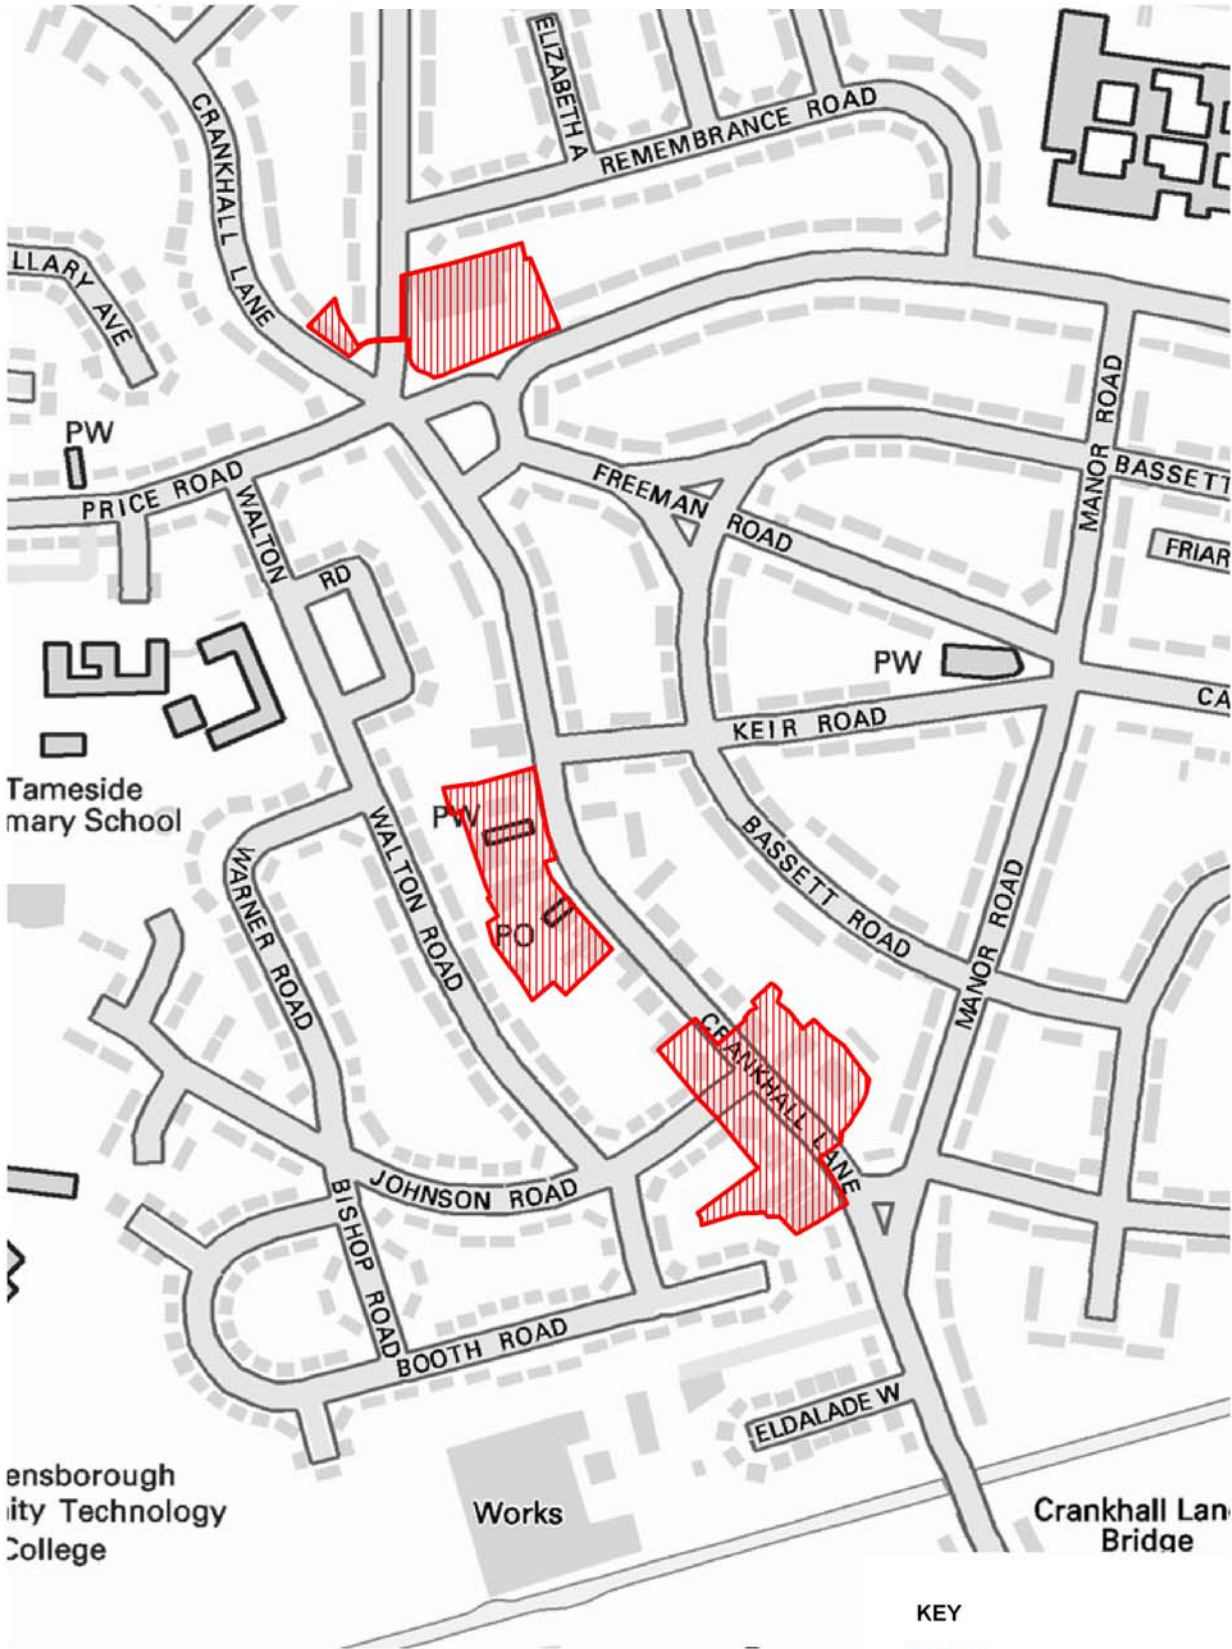 ELIZABETH A
REMEMBRANCE ROAD
CRANKHALL LANE
LLARY AVE
PW
PRICE ROAD
WALTON
RD
FREEMAN ROAD
MANOR ROAD
BASSETT
FRIAR
PW
CA
KEIR ROAD
Tameside
mary School
PW
WALTON ROAD
WARNER ROAD
BASSETT ROAD
MANOR ROAD
PO
CRANKHALL LANE
JOHNSON ROAD
BISHOP ROAD
BOOTH ROAD
ELDALADE W
ensborough
ity Technology
College
Works
Crankhall Lan
Bridge
KEY